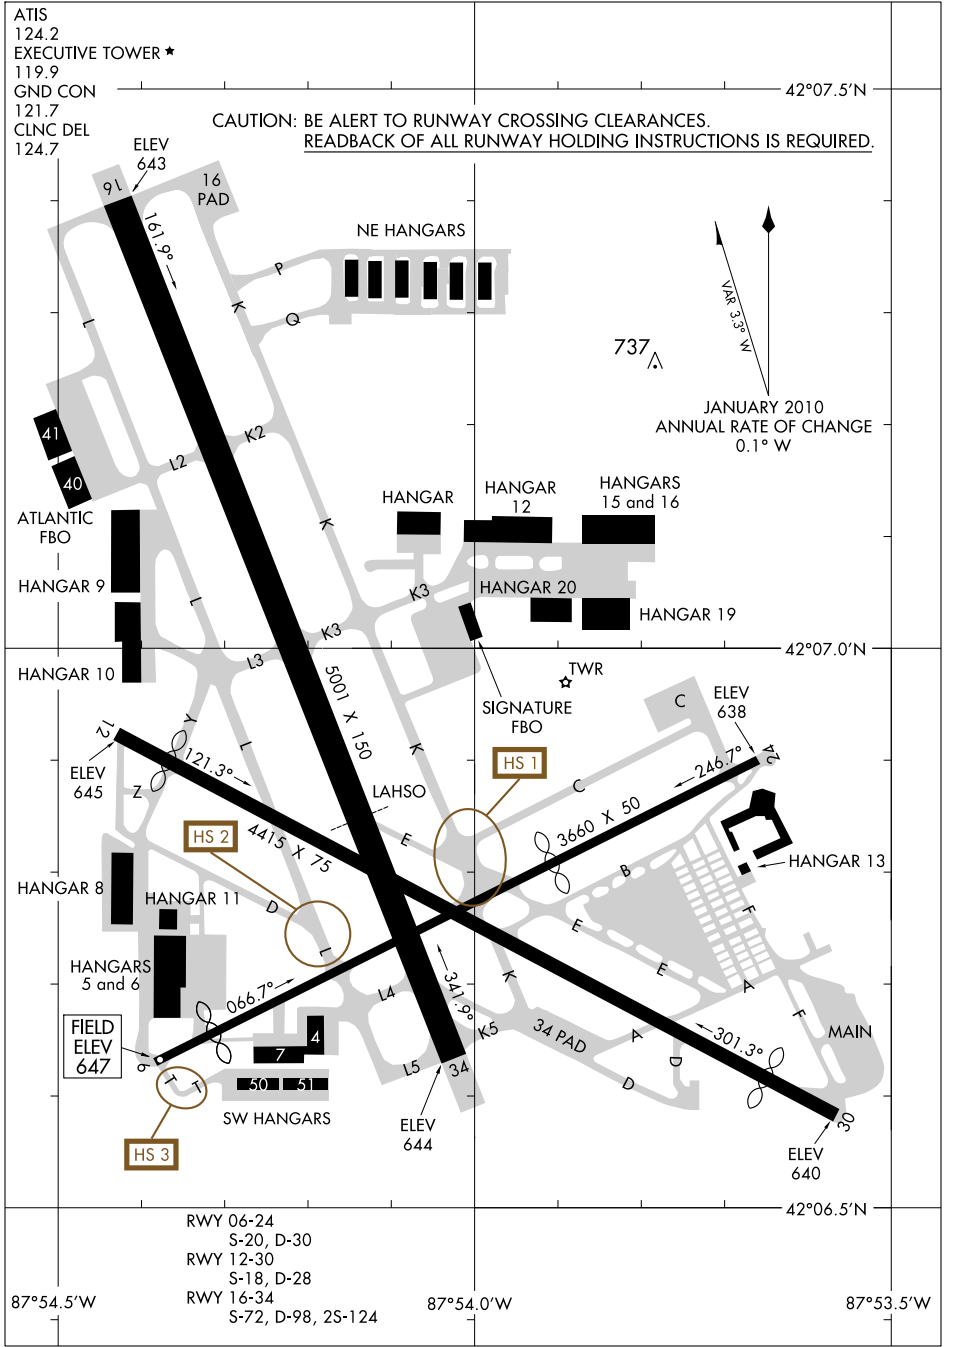 ATIS
124.2
EXECUTIVE TOWER ★
119.9
GND CON
121.7
CLNC DEL
124.7
42°07.5'N
CAUTION: BE ALERT TO RUNWAY CROSSING CLEARANCES.
READBACK OF ALL RUNWAY HOLDING INSTRUCTIONS IS REQUIRED.
ELEV
643
16
16
PAD
161.9°
NE HANGARS
P
K
Q
L
VAR 3.3° W
737
JANUARY 2010
ANNUAL RATE OF CHANGE
0.1° W
41
40
K2
L2
ATLANTIC
FBO
HANGAR
HANGAR
12
HANGARS
15 and 16
K
HANGAR 9
L
K3
HANGAR 20
HANGAR 19
K3
L3
42°07.0'N
HANGAR 10
5001 X 150
TWR
SIGNATURE
FBO
C
ELEV
638
12
Y
L
K
HS 1
24
246.7°
ELEV
645
121.3°
Z
LAHSO
C
3660 X 50
HS 2
4415 X 75
E
HANGAR 13
HANGAR 8
B
HANGAR 11
D
F
E
L
HANGARS
5 and 6
E
K
A
066.7°
L4
341.9°
F
FIELD
ELEV
647
4
7
K5
34 PAD
A
301.3°
MAIN
6
T
T
L5
34
D
D
50
51
SW HANGARS
ELEV
644
30
HS 3
ELEV
640
42°06.5'N
RWY 06-24
S-20, D-30
RWY 12-30
S-18, D-28
RWY 16-34
S-72, D-98, 2S-124
87°54.5'W
87°54.0'W
87°53.5'W